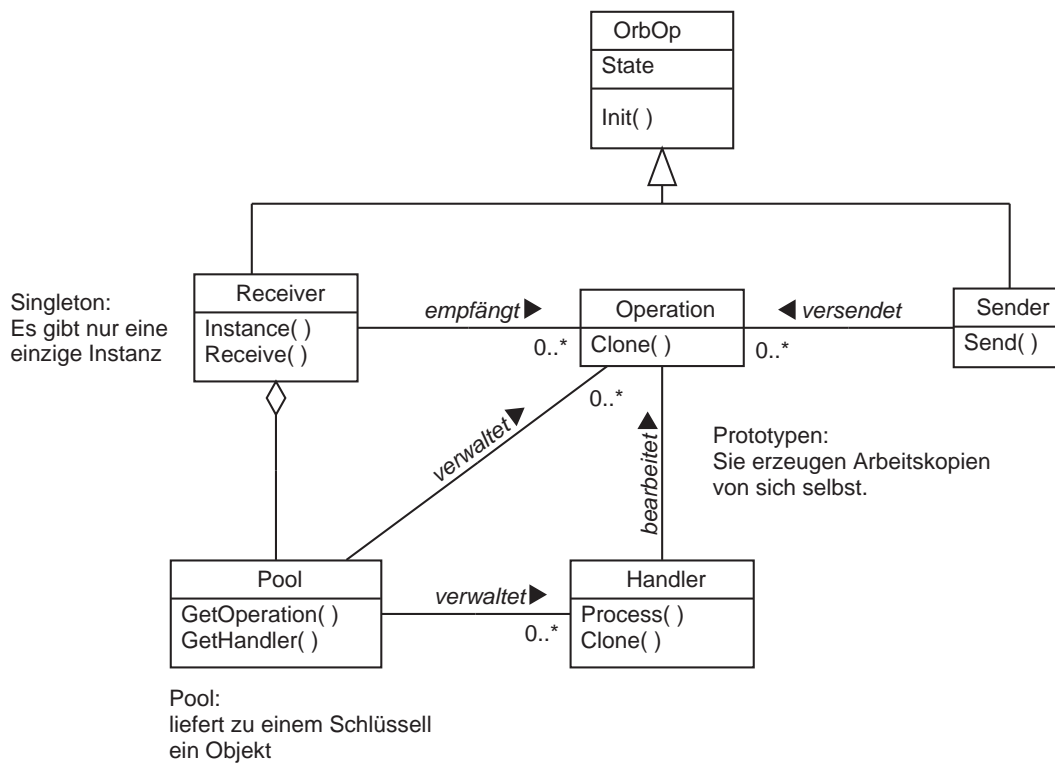 OrbOp
State
Init( )
Singleton:
Es gibt nur eine
einzige Instanz
Receiver
Instance( )
Receive( )
empfängt
0..*
Operation
Clone( )
0..*
versendet
0..*
Sender
Send( )
verwaltet
bearbeitet
Prototypen:
Sie erzeugen Arbeitskopien
von sich selbst.
Pool
GetOperation( )
GetHandler( )
verwaltet
0..*
Handler
Process( )
Clone( )
Pool:
liefert zu einem Schlüssell
ein Objekt